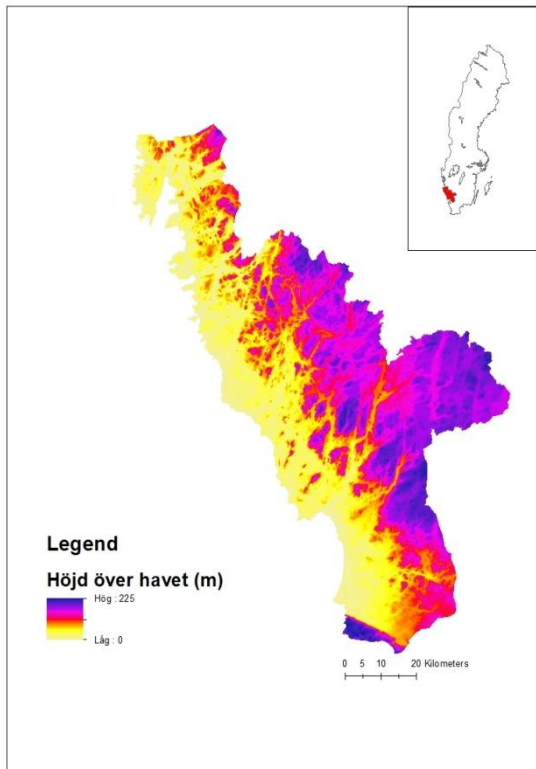 Legend
Höjd över havet (m)
Hög : 225
Låg : 0
0 5 10 20 Kilometers